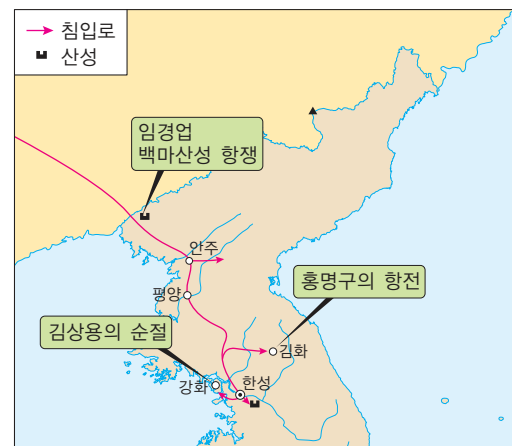 침입로
산성
임경업
백마산성 항쟁
안주
평양
홍명구의 항전
김상용의 순절
김화
강화
한성